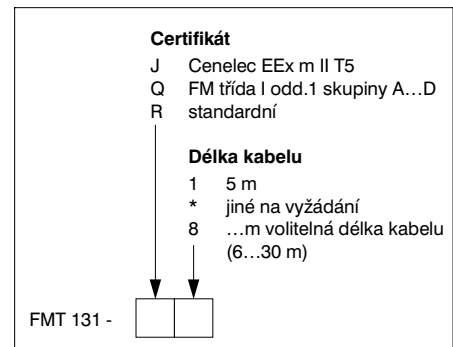 Certifikát
J Cenelec EEx m II T5
Q FM třída I odd.1 skupiny A…D
R standardní
Délka kabelu
1 5 m
* jiné na vyžádání
8 …m volitelná délka kabelu
(6…30 m)
FMT 131 -